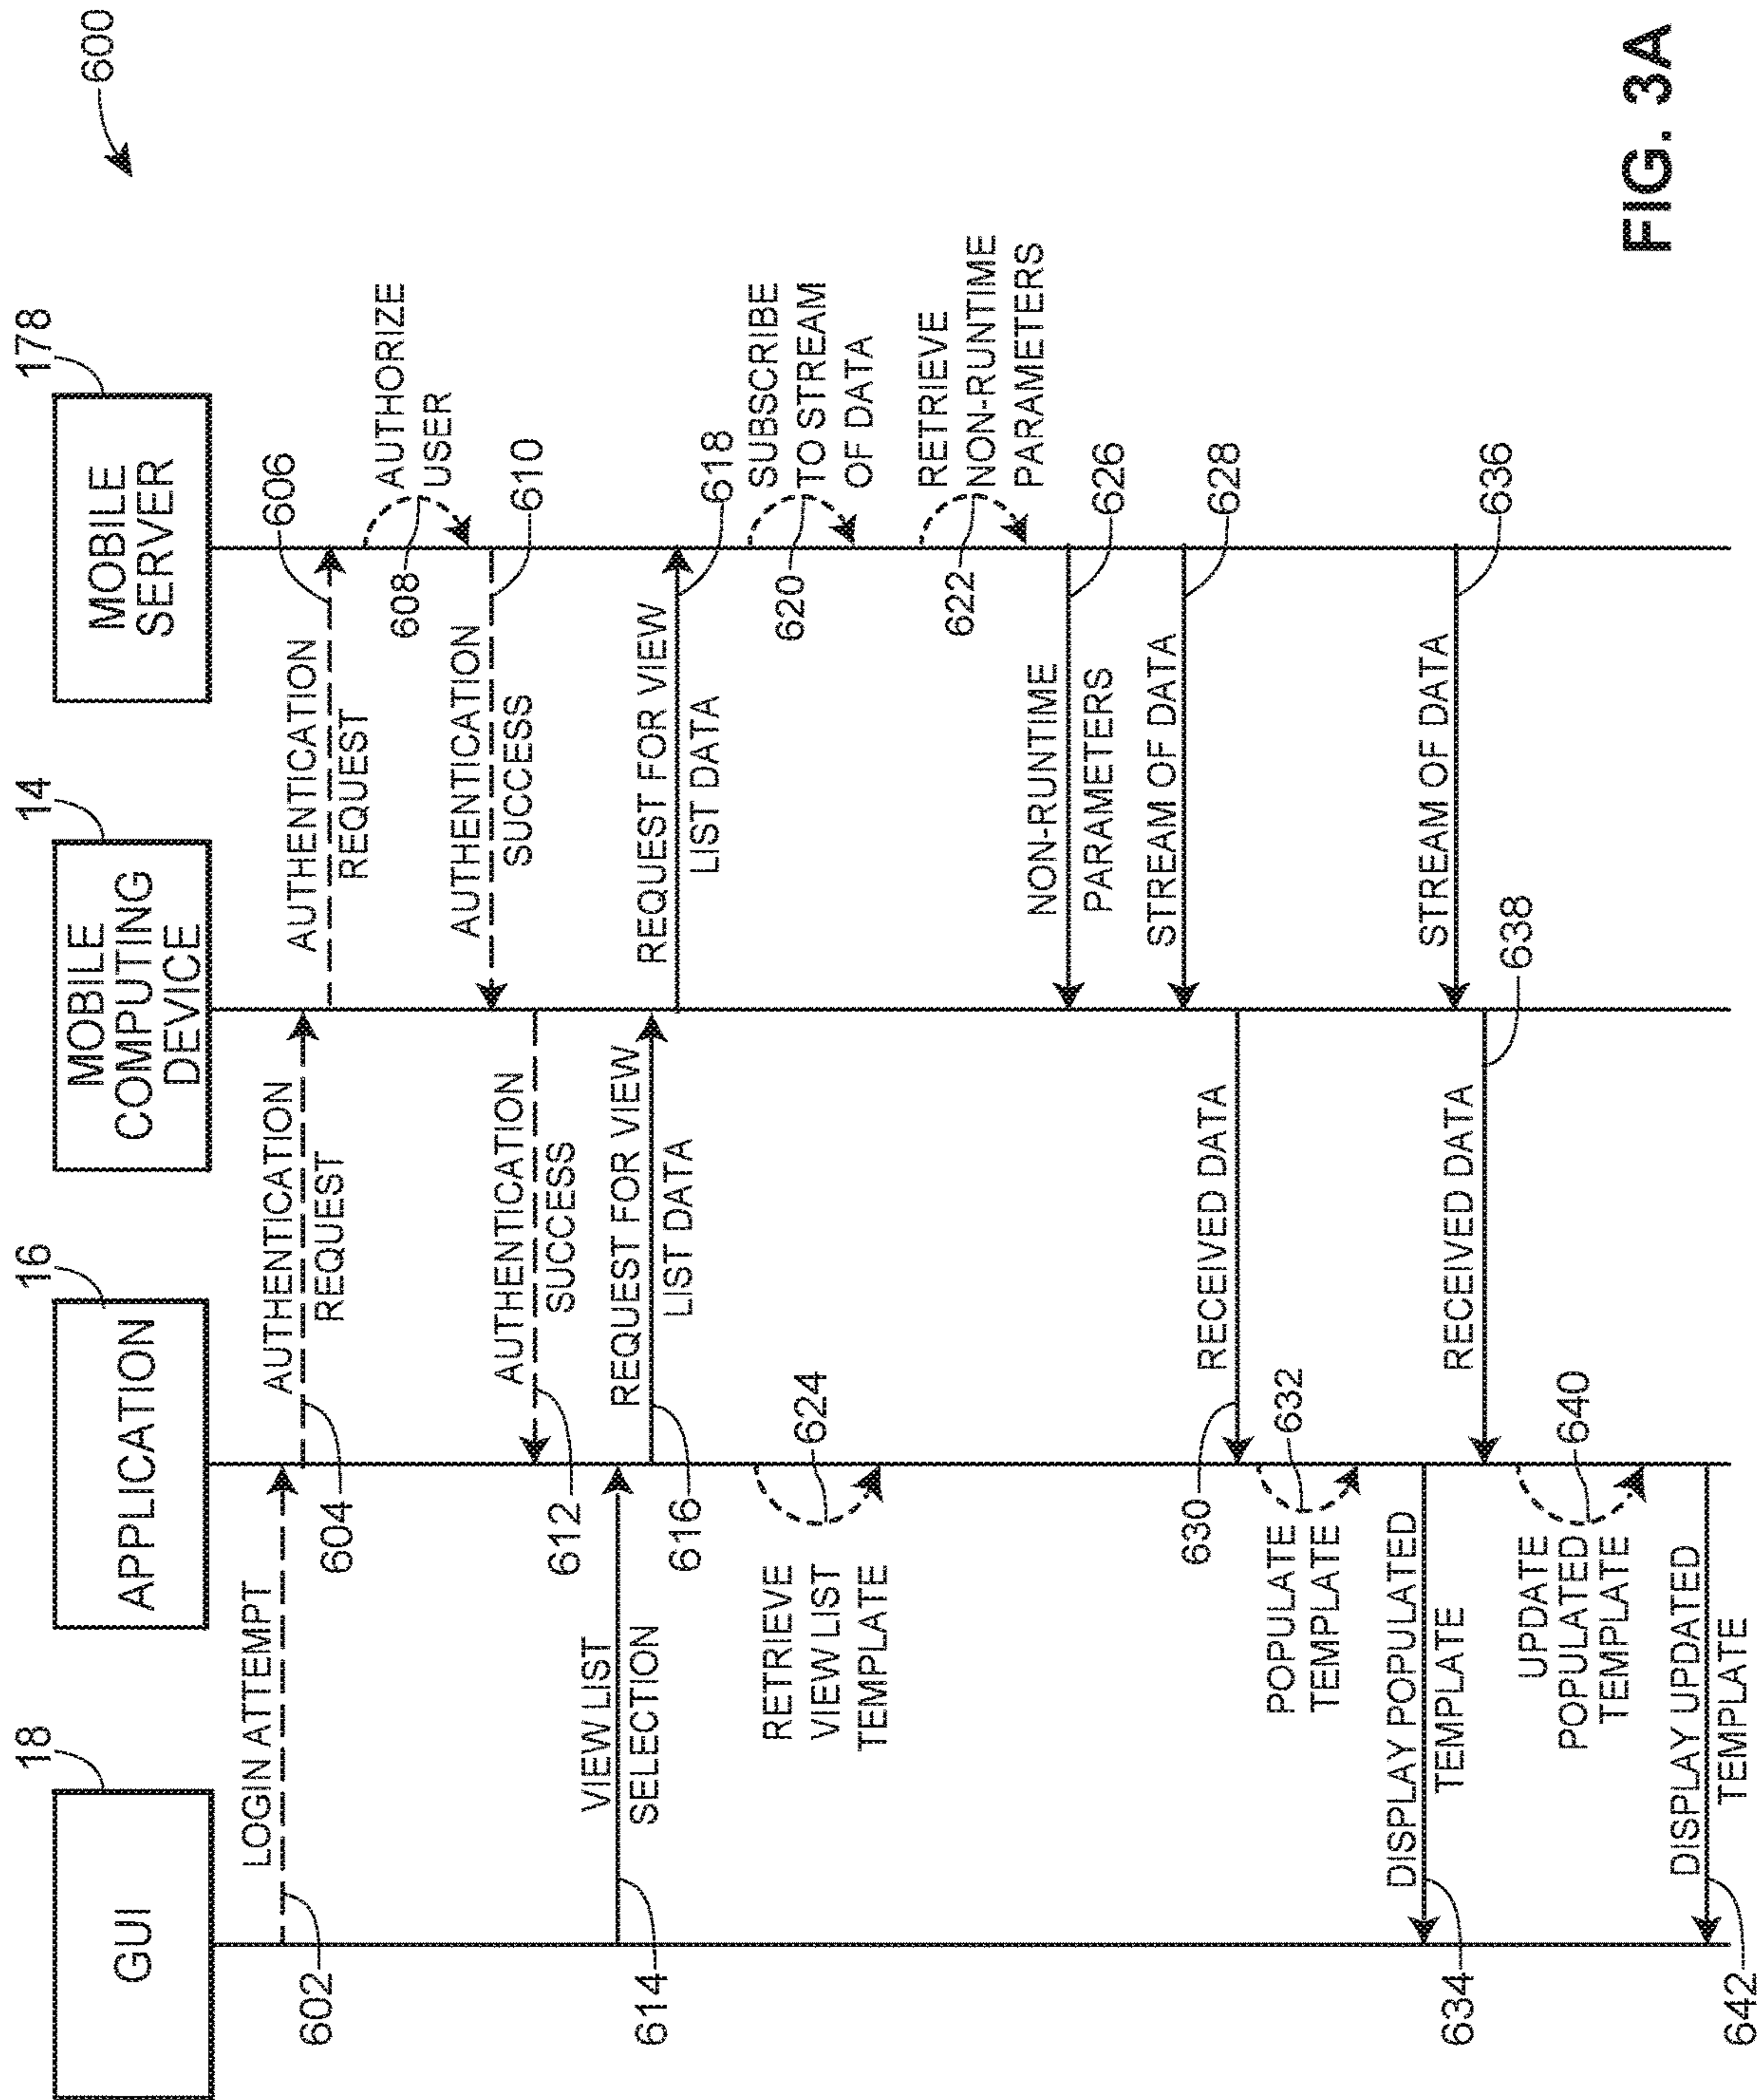 600
18
GUI
16
APPLICATION
14
MOBILE
COMPUTING
DEVICE
178
MOBILE
SERVER
602
LOGIN ATTEMPT
604
AUTHENTICATION
REQUEST
606
AUTHENTICATION
REQUEST
608
AUTHORIZE
USER
610
AUTHENTICATION
SUCCESS
612
AUTHENTICATION
SUCCESS
614
VIEW LIST
SELECTION
616
REQUEST FOR VIEW
LIST DATA
618
REQUEST FOR VIEW
LIST DATA
620
SUBSCRIBE
TO STREAM
OF DATA
622
RETRIEVE
NON-RUNTIME
PARAMETERS
624
RETRIEVE
VIEW LIST
TEMPLATE
626
NON-RUNTIME
PARAMETERS
628
STREAM OF DATA
630
RECEIVED DATA
632
POPULATE
TEMPLATE
634
DISPLAY POPULATED
TEMPLATE
636
STREAM OF DATA
638
RECEIVED DATA
640
UPDATE
POPULATED
TEMPLATE
642
DISPLAY UPDATED
TEMPLATE
FIG. 3A